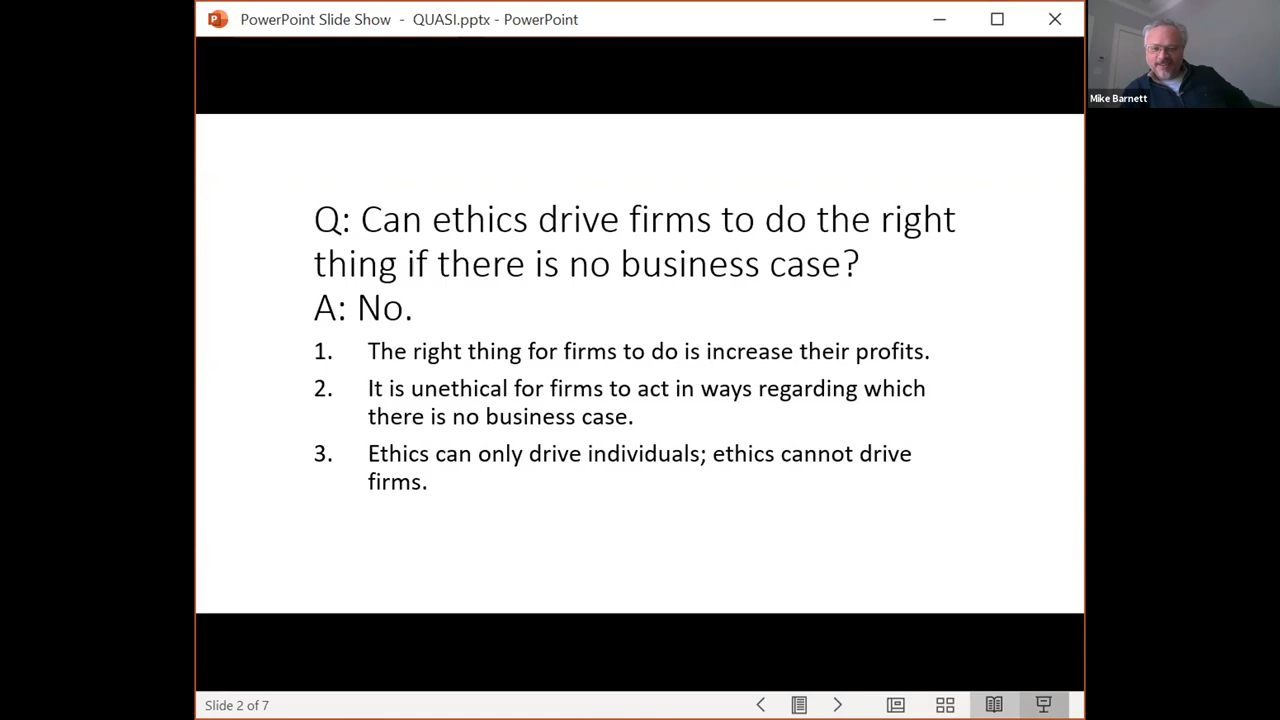 PowerPoint Slide Show - QUASI.pptx - PowerPoint
Mike Barnett
Q: Can ethics drive firms to do the right
thing if there is no business case?
A: No.
1. The right thing for firms to do is increase their profits.
2. It is unethical for firms to act in ways regarding which
there is no business case.
3. Ethics can only drive individuals; ethics cannot drive
firms.
Slide 2 of 7